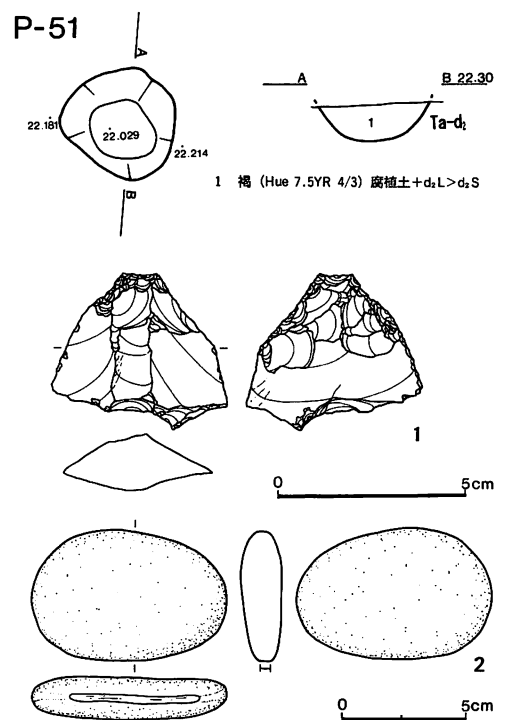 P-51
A
A B 22.30
22.181
22.029
22.214
1 Ta-d₂
B
1 褐 (Hue 7.5YR 4/3) 腐植土+d₂L>d₂S
1
0 5cm
2
0 5cm